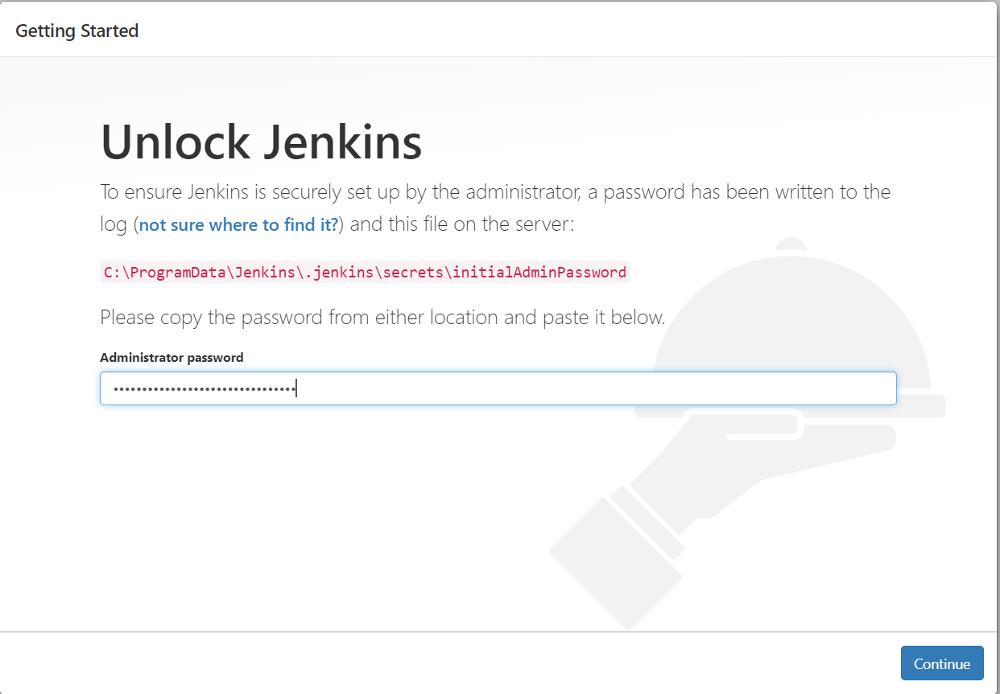 Getting Started
Unlock Jenkins
To ensure Jenkins is securely set up by the administrator, a password has been written to the
log (not sure where to find it?) and this file on the server:
C:\ProgramData\Jenkins\.jenkins\secrets\initialAdminPassword
Please copy the password from either location and paste it below.
Administrator password
••••••••••••••••••••••••••••••••
Continue